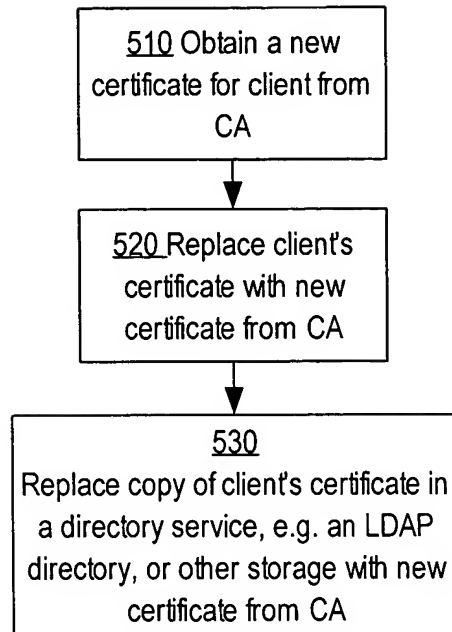 510 Obtain a new
certificate for client from
CA
520 Replace client's
certificate with new
certificate from CA
530
Replace copy of client's certificate in
a directory service, e.g. an LDAP
directory, or other storage with new
certificate from CA